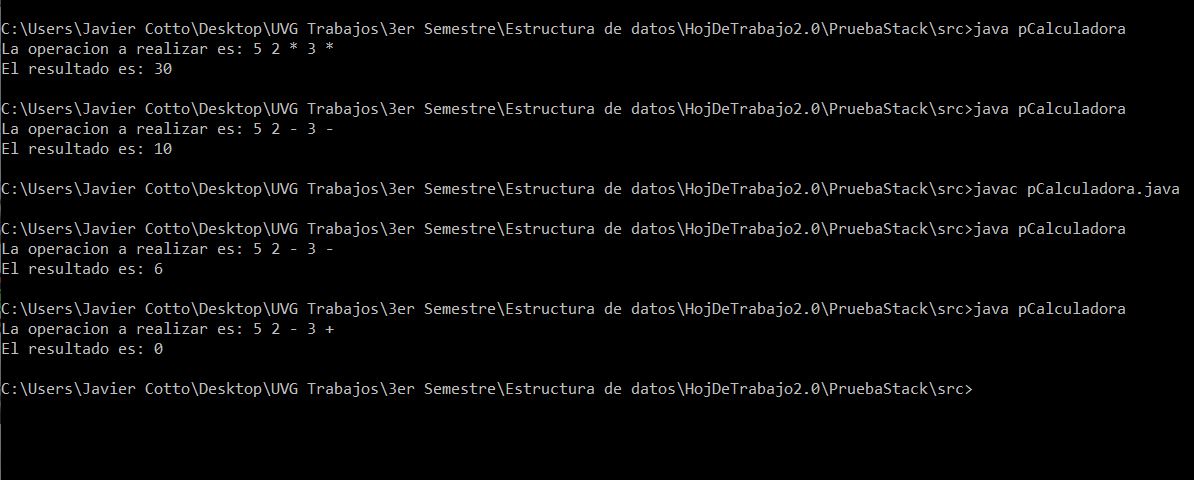 C:\Users\Javier Cotto\Desktop\UVG Trabajos\3er Semestre\Estructura de datos\HojDeTrabajo2.0\PruebaStack\src>java pCalculadora
La operacion a realizar es: 5 2 * 3 *
El resultado es: 30
C:\Users\Javier Cotto\Desktop\UVG Trabajos\3er Semestre\Estructura de datos\HojDeTrabajo2.0\PruebaStack\src>java pCalculadora
La operacion a realizar es: 5 2 - 3 -
El resultado es: 10
C:\Users\Javier Cotto\Desktop\UVG Trabajos\3er Semestre\Estructura de datos\HojDeTrabajo2.0\PruebaStack\src>javac pCalculadora.java
C:\Users\Javier Cotto\Desktop\UVG Trabajos\3er Semestre\Estructura de datos\HojDeTrabajo2.0\PruebaStack\src>java pCalculadora
La operacion a realizar es: 5 2 - 3 -
El resultado es: 6
C:\Users\Javier Cotto\Desktop\UVG Trabajos\3er Semestre\Estructura de datos\HojDeTrabajo2.0\PruebaStack\src>java pCalculadora
La operacion a realizar es: 5 2 - 3 +
El resultado es: 0
C:\Users\Javier Cotto\Desktop\UVG Trabajos\3er Semestre\Estructura de datos\HojDeTrabajo2.0\PruebaStack\src>